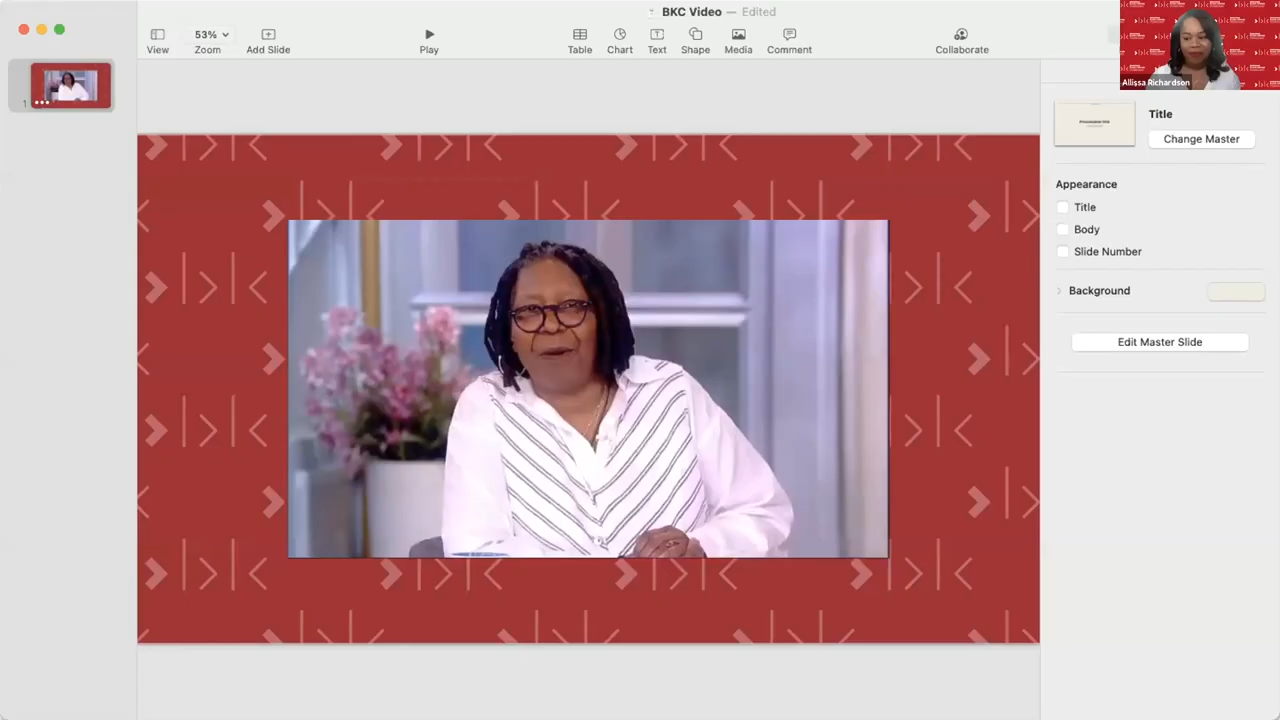 BKC Video — Edited
View
53%
Zoom
Add Slide
Play
Table
Chart
Text
Shape
Media
Comment
Collaborate
Allissa Richardson
1
Title
Change Master
Appearance
Title
Body
Slide Number
Background
Edit Master Slide